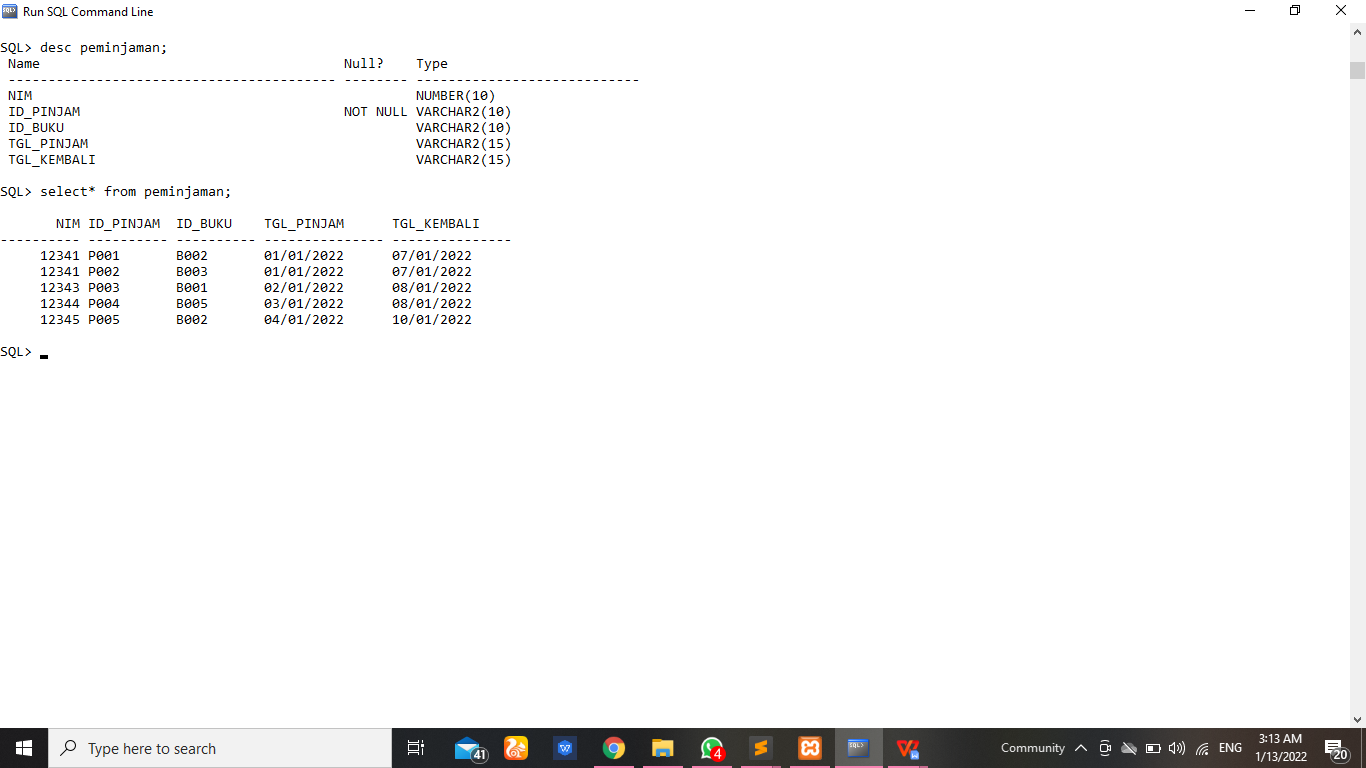 Run SQL Command Line
SQL> desc peminjaman;
 Name                                      Null?    Type
 ----------------------------------------- -------- ----------------------------
 NIM                                                NUMBER(10)
 ID_PINJAM                                 NOT NULL VARCHAR2(10)
 ID_BUKU                                            VARCHAR2(10)
 TGL_PINJAM                                         VARCHAR2(15)
 TGL_KEMBALI                                        VARCHAR2(15)
SQL> select* from peminjaman;
       NIM ID_PINJAM  ID_BUKU    TGL_PINJAM      TGL_KEMBALI
---------- ---------- ---------- --------------- ---------------
     12341 P001       B002       01/01/2022      07/01/2022
     12341 P002       B003       01/01/2022      07/01/2022
     12343 P003       B001       02/01/2022      08/01/2022
     12344 P004       B005       03/01/2022      08/01/2022
     12345 P005       B002       04/01/2022      10/01/2022
SQL>
Type here to search
41
4
Community
ENG
3:13 AM
1/13/2022
20